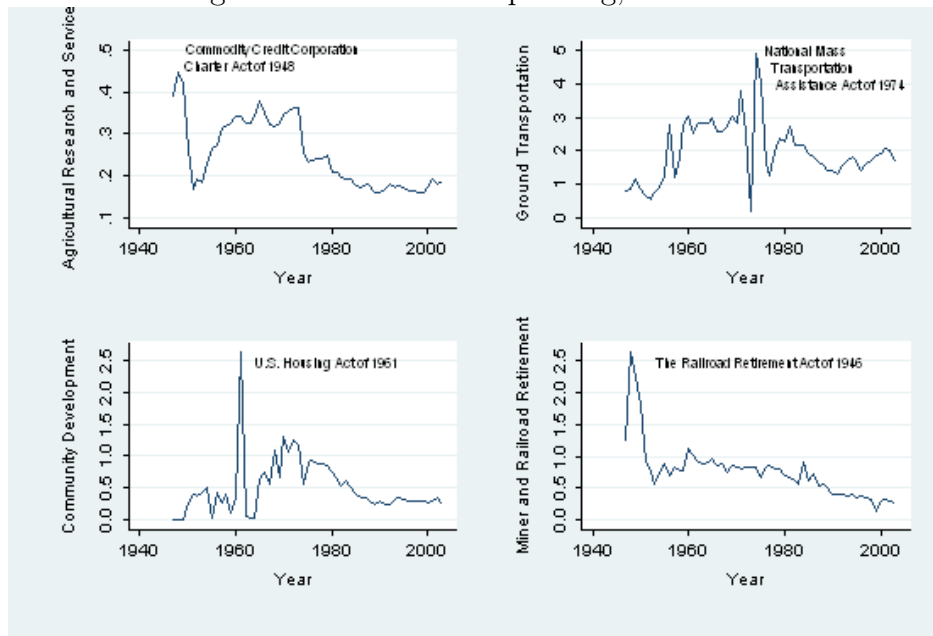 Agricultural Research and Service
.5
.4
.3
.2
.1
Commodity Credit Corporation
Charter Act of 1948
1940 1960 1980 2000
Year
Ground Transportation
5
4
3
2
1
0
National Mass
Transportation
Assistance Act of 1974
1940 1960 1980 2000
Year
Community Development
2.5
2.0
1.5
1.0
0.5
0.0
U.S. Housing Act of 1961
1940 1960 1980 2000
Year
Miner and Railroad Retirement
2.5
2.0
1.5
1.0
0.5
0.0
The Railroad Retirement Act of 1946
1940 1960 1980 2000
Year